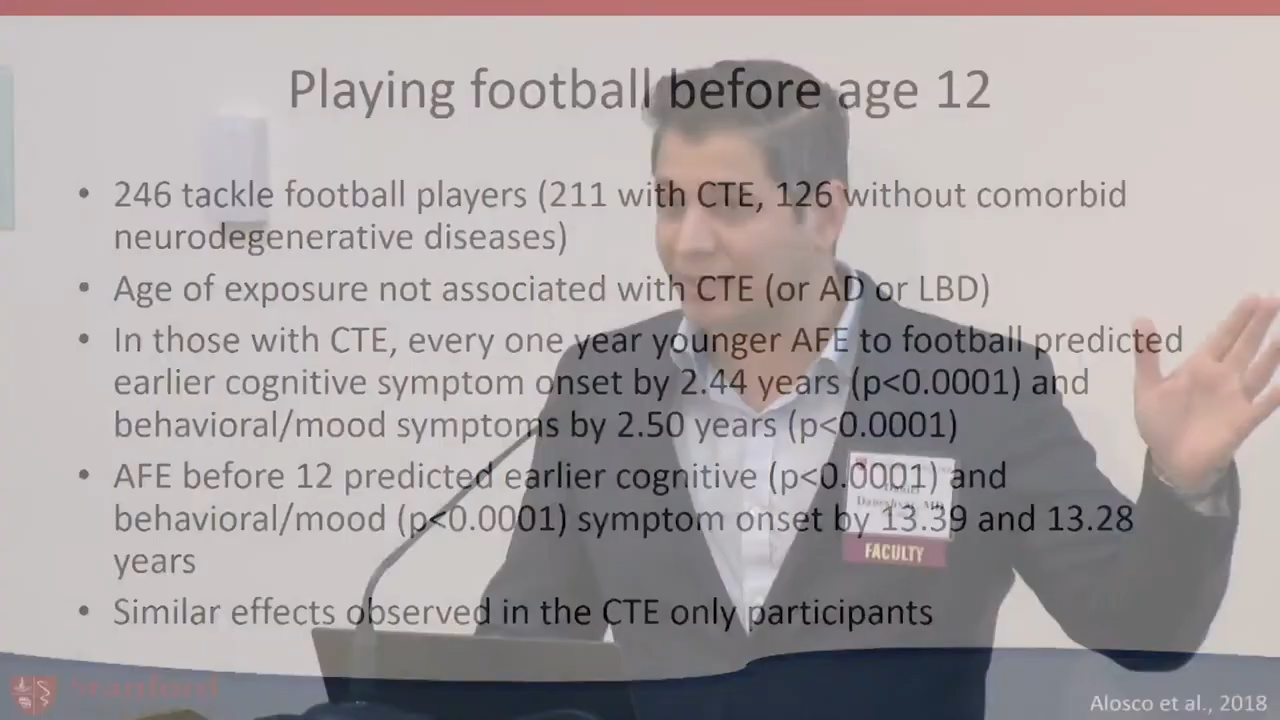 Playing football before age 12
• 246 tackle football players (211 with CTE, 126 without comorbid
neurodegenerative diseases)
• Age of exposure not associated with CTE (or AD or LBD)
• In those with CTE, every one year younger AFE to football predicted
earlier cognitive symptom onset by 2.44 years (p<0.0001) and
behavioral/mood symptoms by 2.50 years (p<0.0001)
• AFE before 12 predicted earlier cognitive (p<0.0001) and
behavioral/mood (p<0.0001) symptom onset by 13.39 and 13.28
years
• Similar effects observed in the CTE only participants
FACULTY
Stanford
Alosco et al., 2018